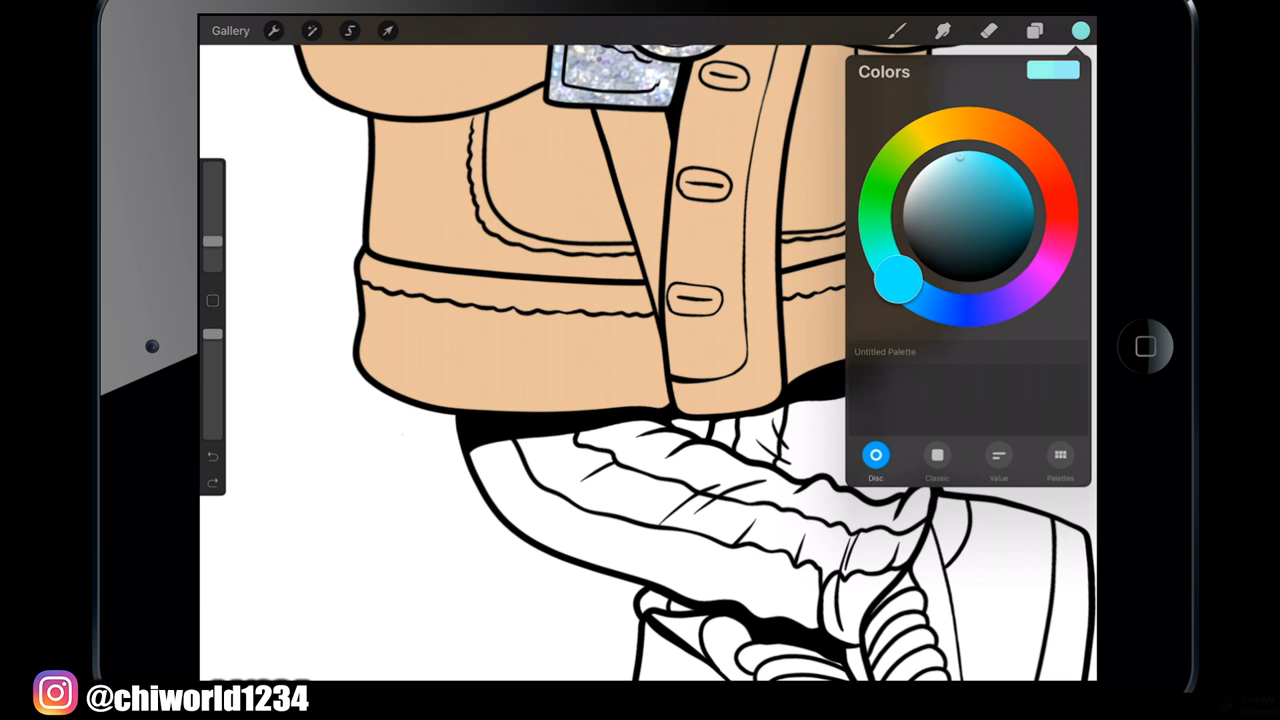 Gallery
Colors
Untitled Palette
Disc
Classic
Value
Palettes
@chiworld1234